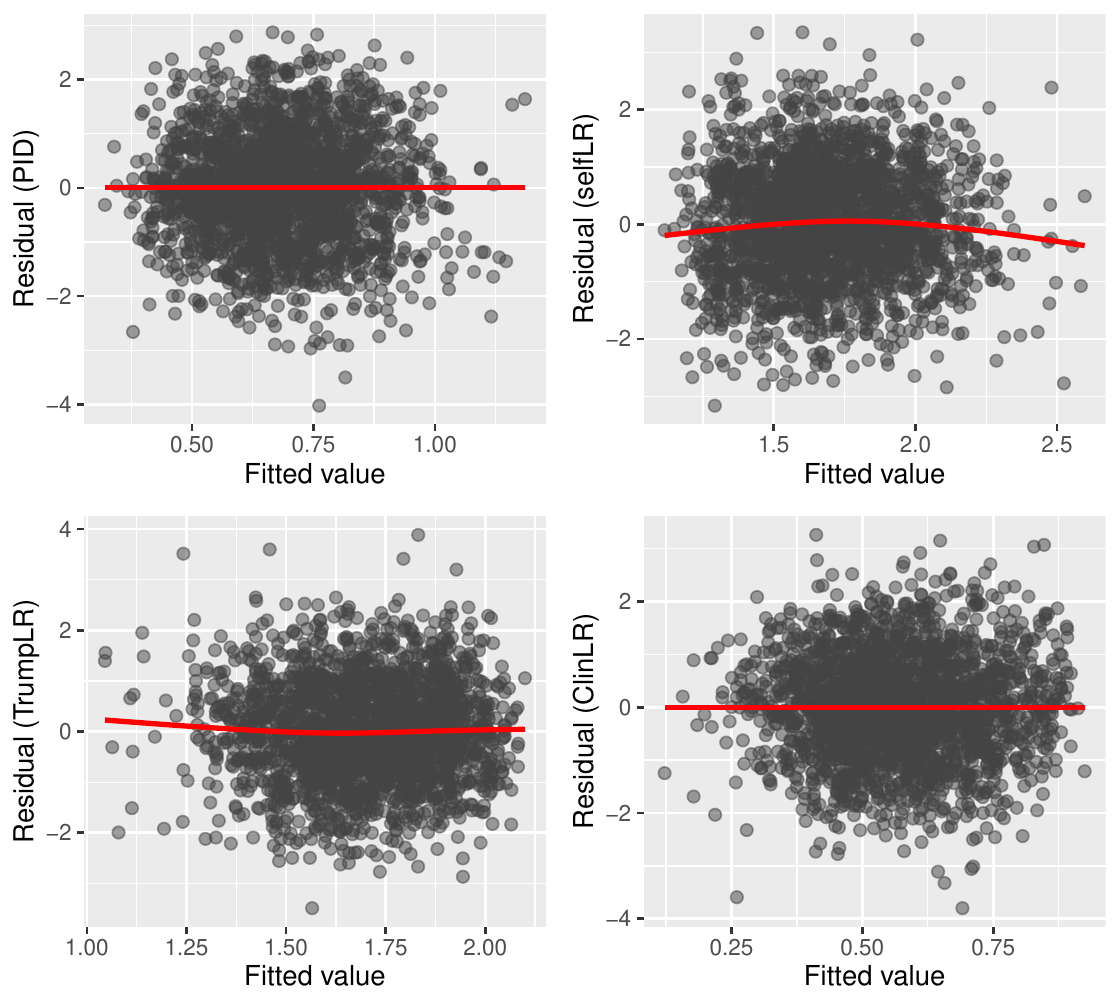 Residual (PID)
2
0
−2
−4
0.50 0.75 1.00
Fitted value
Residual (selfLR)
2
0
−2
1.5 2.0 2.5
Fitted value
Residual (TrumpLR)
4
2
0
−2
1.00 1.25 1.50 1.75 2.00
Fitted value
Residual (ClinLR)
2
0
−2
−4
0.25 0.50 0.75
Fitted value